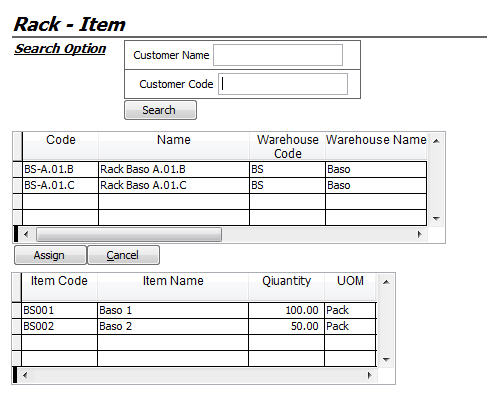 Rack - Item
Search Option
Customer Name
Customer Code
Search
Code Name Warehouse Code Warehouse Name
BS-A.01.B Rack Baso A.01.B BS Baso
BS-A.01.C Rack Baso A.01.C BS Baso
Assign Cancel
Item Code Item Name Qiuantity UOM
BS001 Baso 1 100.00 Pack
BS002 Baso 2 50.00 Pack